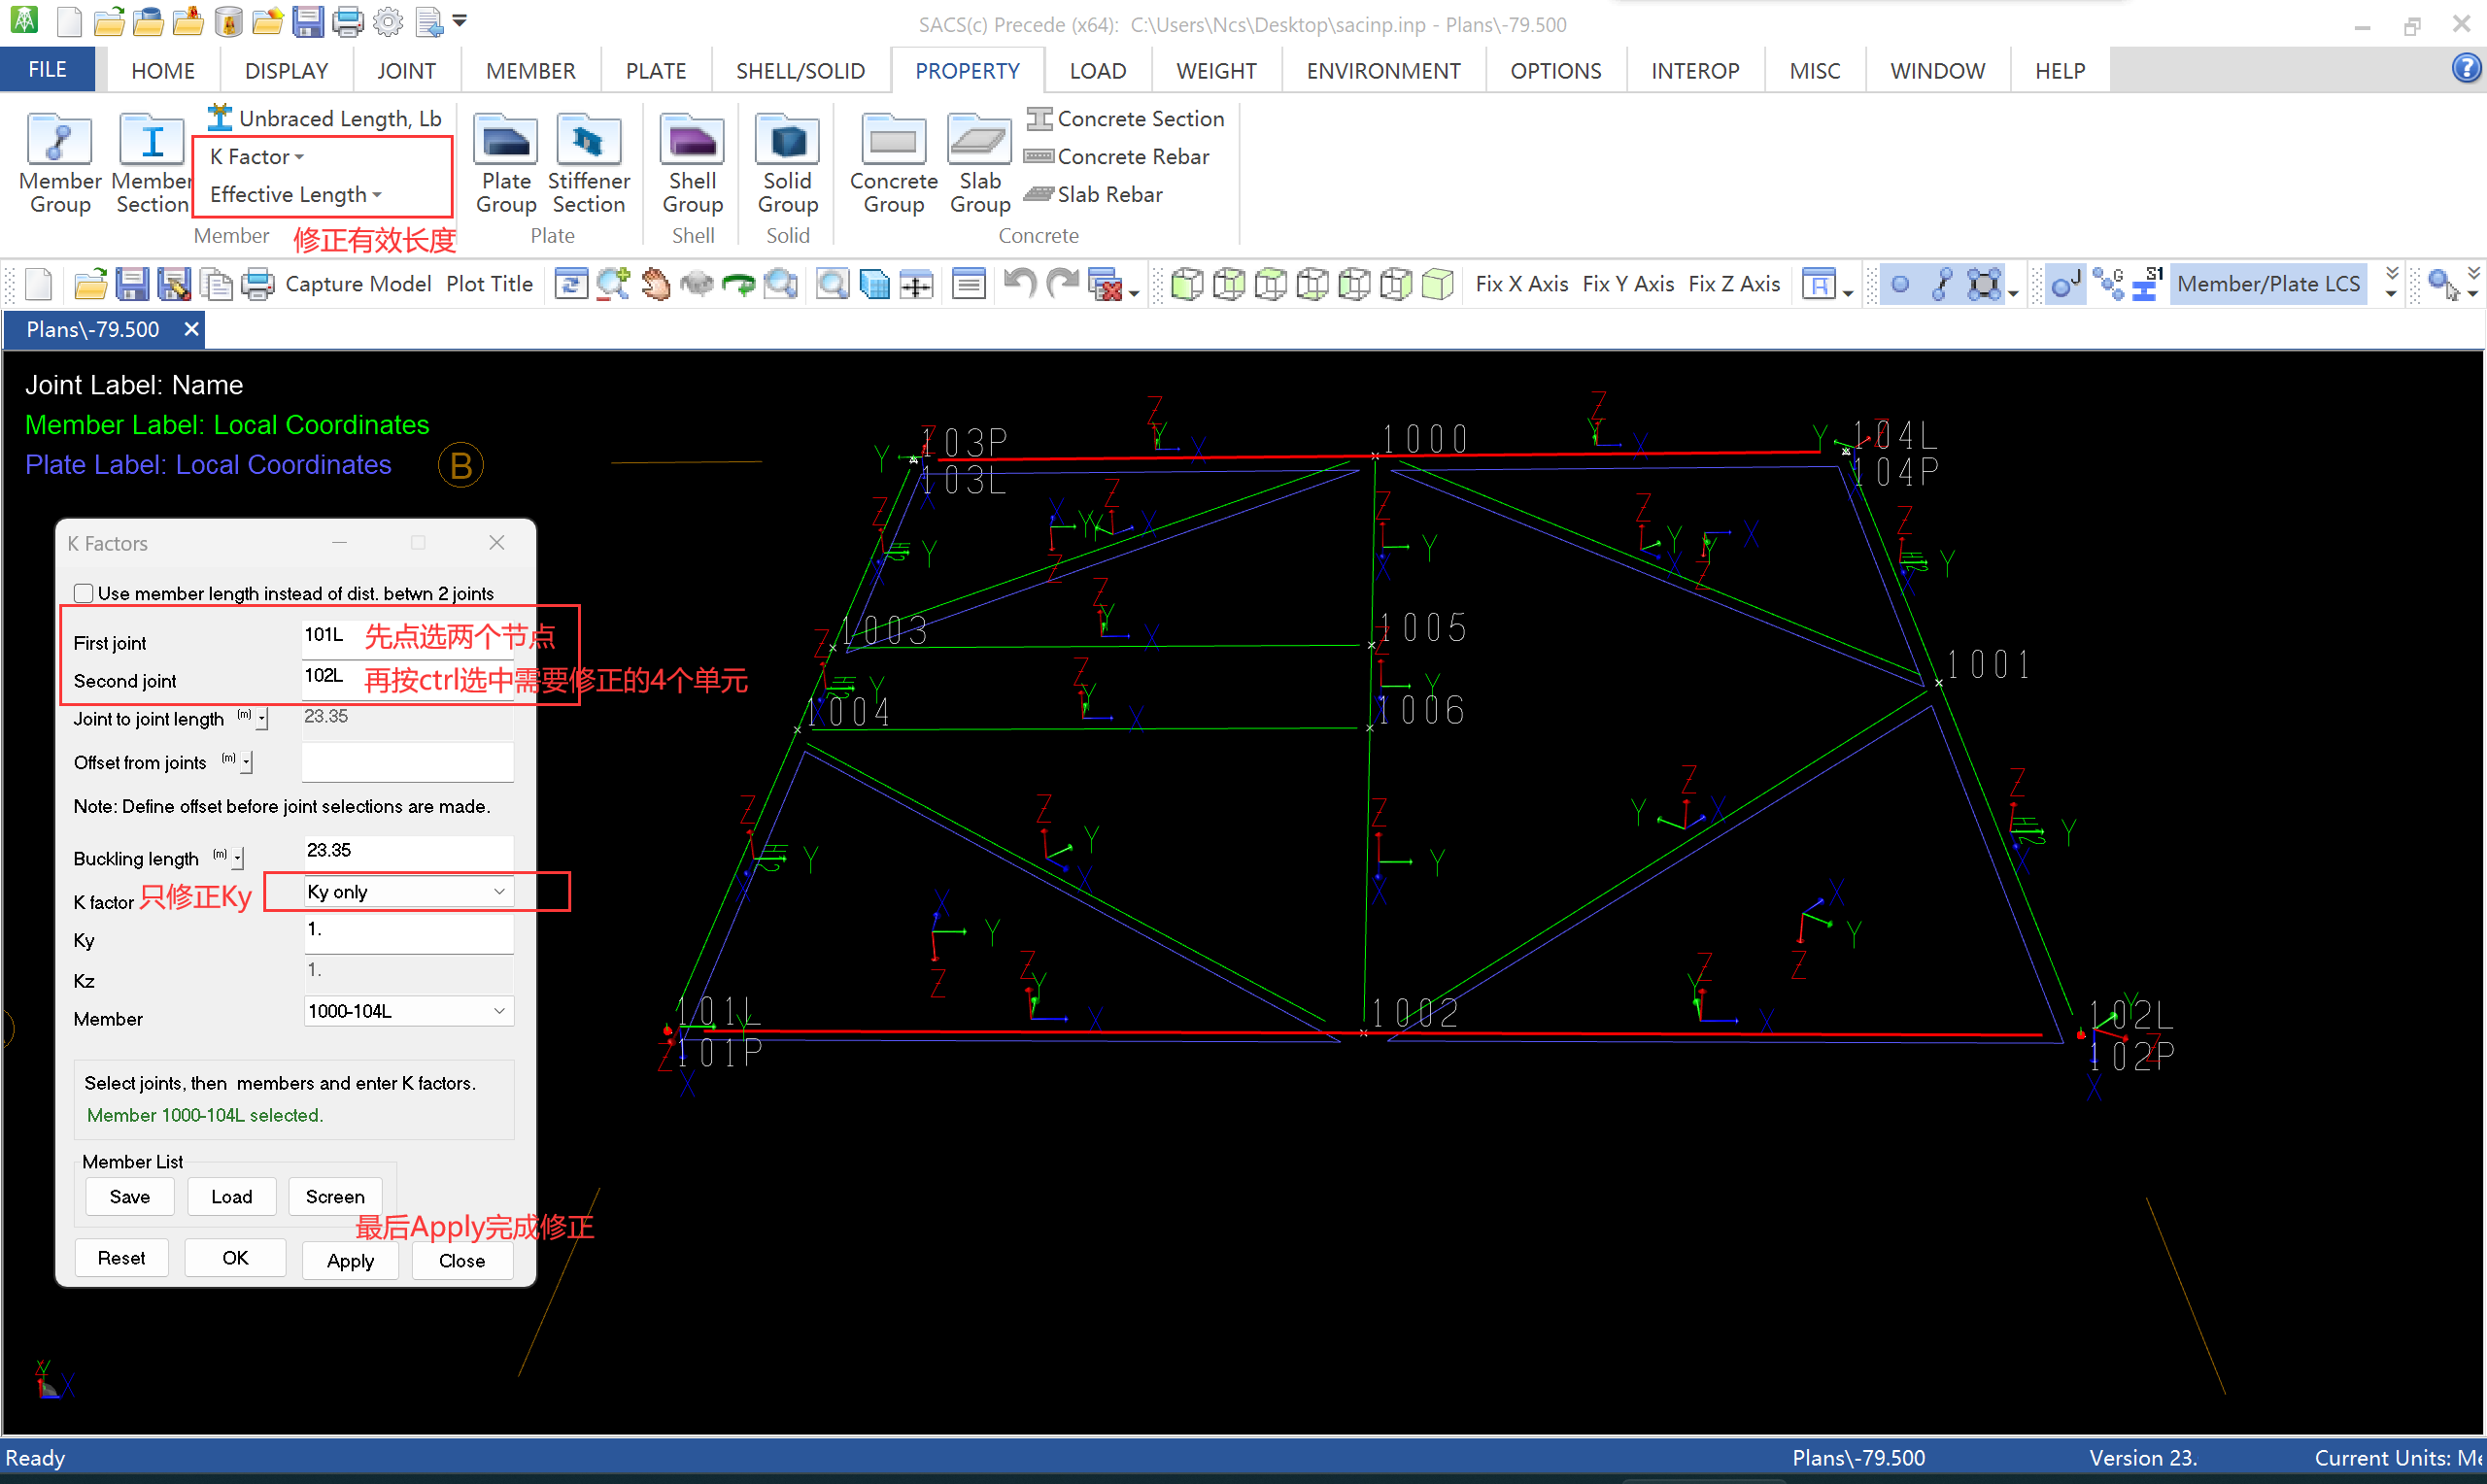 SACS(c) Precede (x64):  C:\Users\Ncs\Desktop\sacinp.inp - Plans\-79.500
FILE HOME DISPLAY JOINT MEMBER PLATE SHELL/SOLID PROPERTY LOAD WEIGHT ENVIRONMENT OPTIONS INTEROP MISC WINDOW HELP
Member Group
Member Section
Unbraced Length, Lb
K Factor
Effective Length
Member
修正有效长度
Plate Group
Stiffener Section
Plate
Shell Group
Shell
Solid Group
Solid
Concrete Group
Slab Group
Concrete Section
Concrete Rebar
Slab Rebar
Concrete
Capture Model Plot Title Fix X Axis Fix Y Axis Fix Z Axis Member/Plate LCS
Plans\-79.500
Joint Label: Name
Member Label: Local Coordinates
Plate Label: Local Coordinates
B
K Factors
Use member length instead of dist. betwn 2 joints
First joint 101L 先点选两个节点
Second joint 102L 再按ctrl选中需要修正的4个单元
Joint to joint length (m) 23.35
Offset from joints (m)
Note: Define offset before joint selections are made.
Buckling length (m) 23.35
K factor 只修正Ky Ky only
Ky 1.
Kz 1.
Member 1000-104L
Select joints, then  members and enter K factors.
Member 1000-104L selected.
Member List
Save Load Screen
最后Apply完成修正
Reset OK Apply Close
103P
103L
1000
104L
104P
1003
1005
1001
1004
1006
101L
101P
1002
102L
102P
Ready Plans\-79.500 Version 23. Current Units: Me